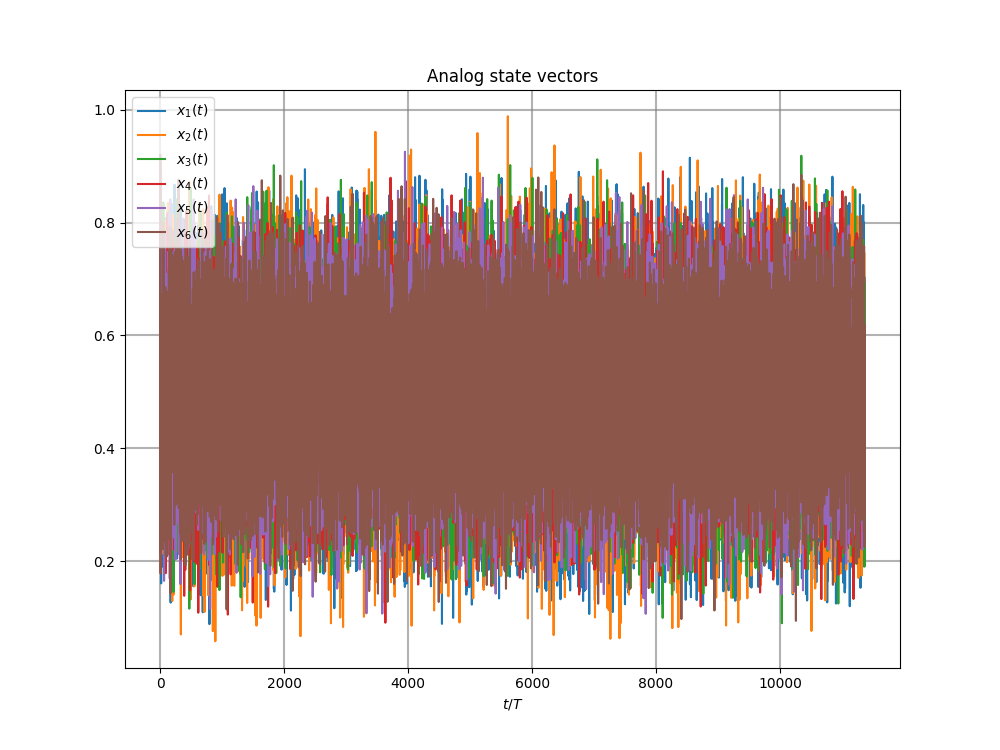 Analog state vectors
1.0
0.8
0.6
0.4
0.2
x₁(t)
x₂(t)
x₃(t)
x₄(t)
x₅(t)
x₆(t)
0 2000 4000 6000 8000 10000
t/T